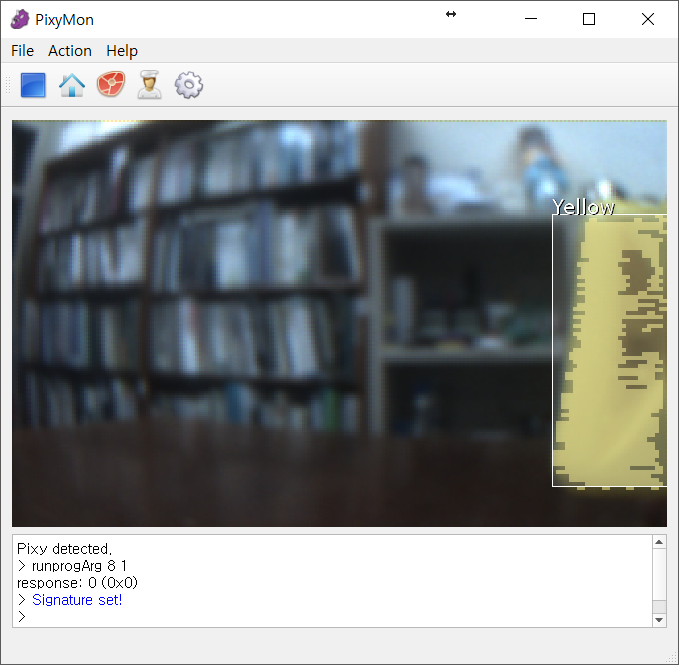 PixyMon
File Action Help
Yellow
Pixy detected.
> runprogArg 8 1
response: 0 (0x0)
> Signature set!
>